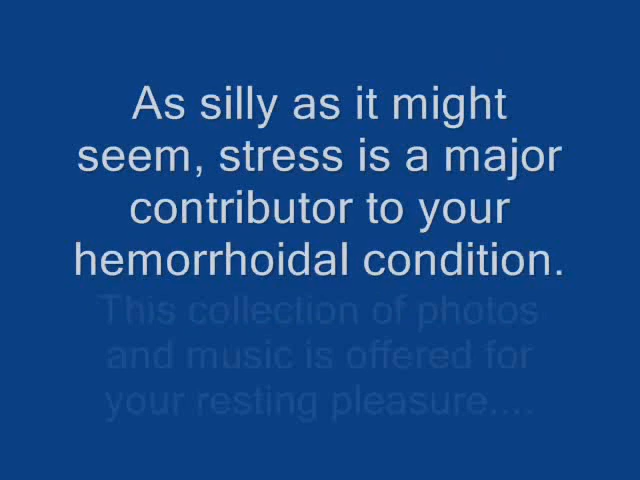 As silly as it might
seem, stress is a major
contributor to your
hemorrhoidal condition.
This collection of photos
and music is offered for
your resting pleasure....